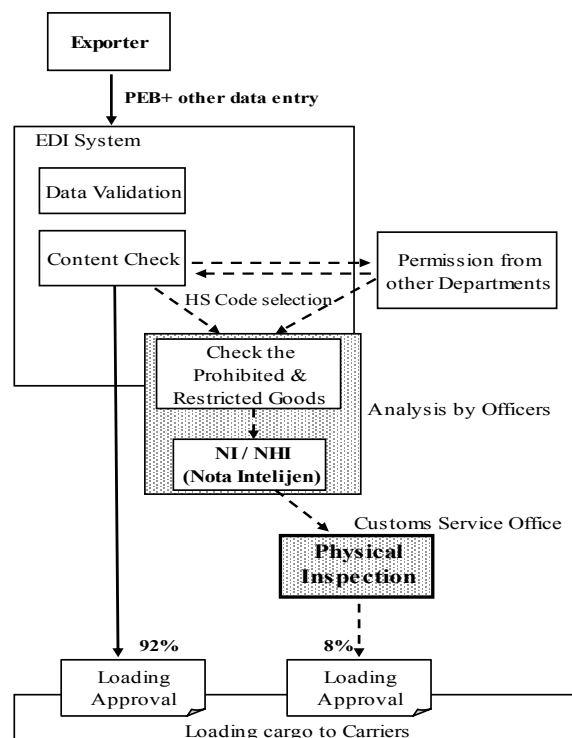 Exporter
PEB+ other data entry
EDI System
Data Validation
Content Check
Permission from
other Departments
HS Code selection
Check the
Prohibited &
Restricted Goods
Analysis by Officers
NI / NHI
(Nota Intelijen)
Customs Service Office
Physical
Inspection
92%
8%
Loading
Approval
Loading
Approval
Loading cargo to Carriers